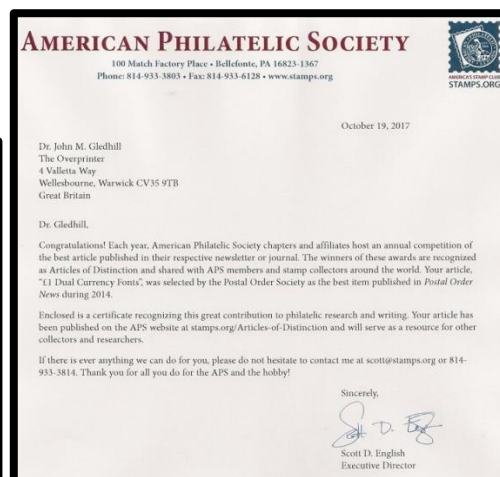 AMERICAN PHILATELIC SOCIETY
100 Match Factory Place • Bellefonte, PA 16823-1367
Phone: 814-933-3803 • Fax: 814-933-6128 • www.stamps.org
AMERICA'S STAMP CLUB
STAMPS.ORG
October 19, 2017
Dr. John M. Gledhill
The Overprinter
4 Valletta Way
Wellesbourne, Warwick CV35 9TB
Great Britain
Dr. Gledhill,
Congratulations! Each year, American Philatelic Society chapters and affiliates host an annual competition of
the best article published in their respective newsletter or journal. The winners of these awards are recognized
as Articles of Distinction and shared with APS members and stamp collectors around the world. Your article,
"£1 Dual Currency Fonts", was selected by the Postal Order Society as the best item published in Postal Order
News during 2014.
Enclosed is a certificate recognizing this great contribution to philatelic research and writing. Your article has
been published on the APS website at stamps.org/Articles-of-Distinction and will serve as a resource for other
collectors and researchers.
If there is ever anything we can do for you, please do not hesitate to contact me at scott@stamps.org or 814-
933-3814. Thank you for all you do for the APS and the hobby!
Sincerely,
Scott D. English
Executive Director